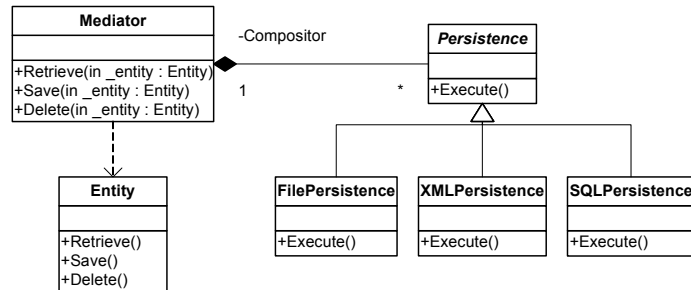 Mediator
+Retrieve(in _entity : Entity)
+Save(in _entity : Entity)
+Delete(in _entity : Entity)
-Compositor
1
*
Persistence
+Execute()
Entity
+Retrieve()
+Save()
+Delete()
FilePersistence
+Execute()
XMLPersistence
+Execute()
SQLPersistence
+Execute()